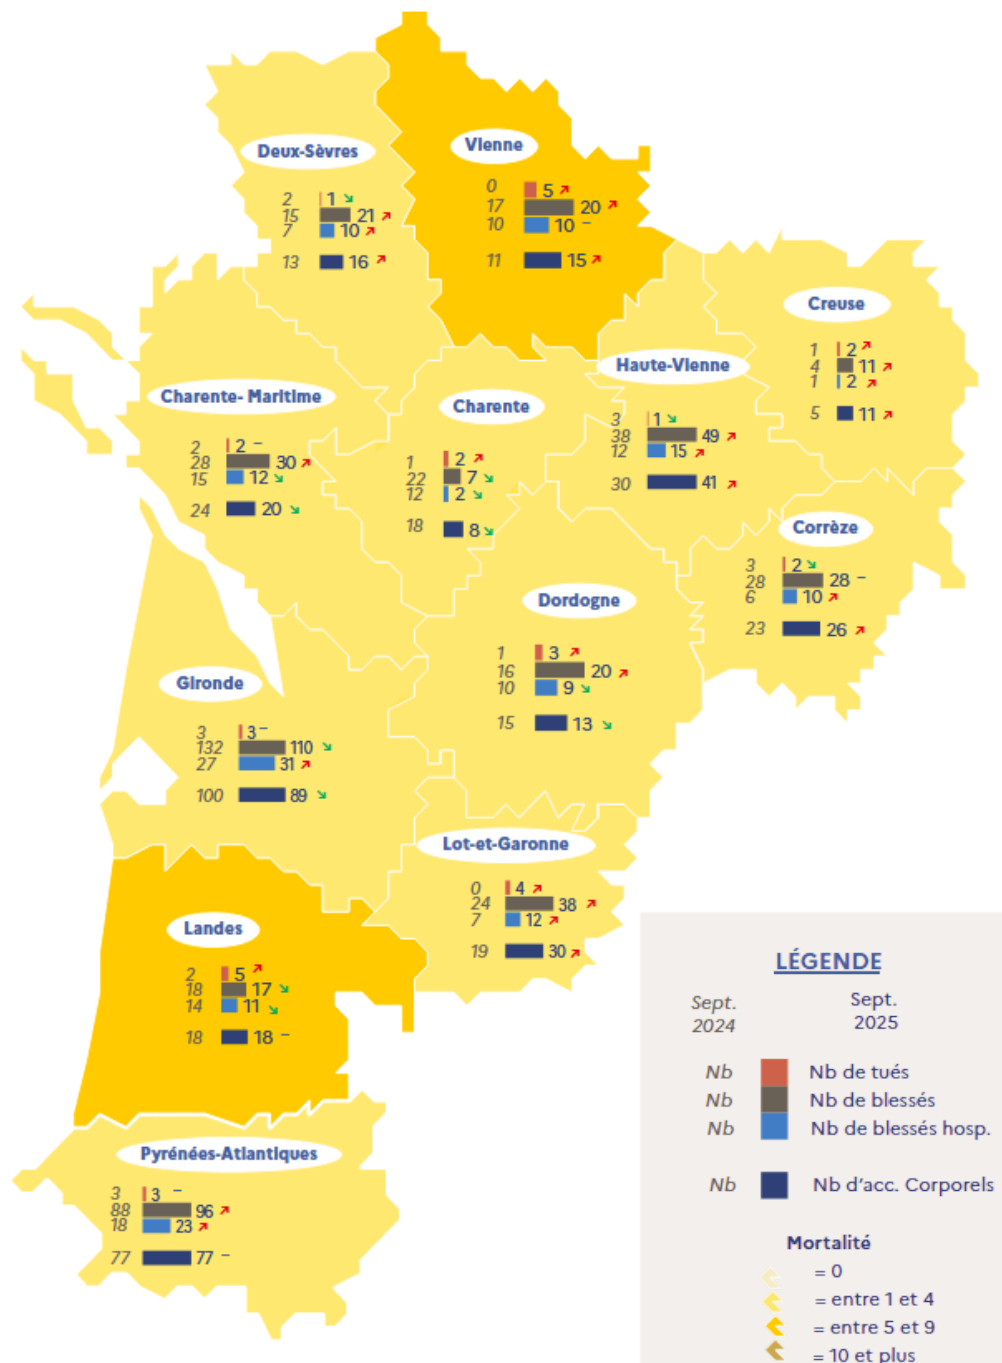 Deux-Sèvres
2 1
15 21
7 10
13 16
Vienne
0 5
17 20
10 10 –
11 15
Creuse
1 2
4 11
1 2
5 11
Haute-Vienne
3 1
38 49
12 15
30 41
Charente- Maritime
2 2 –
28 30
15 12
24 20
Charente
1 2
22 7
12 2
18 8
Corrèze
3 2
28 28 –
6 10
23 26
Dordogne
1 3
16 20
10 9
15 13
Gironde
3 3 –
132 110
27 31
100 89
Lot-et-Garonne
0 4
24 38
7 12
19 30
Landes
2 5
18 17
14 11
18 18 –
Pyrénées-Atlantiques
3 3 –
88 96
18 23
77 77 –
LÉGENDE
Sept. 2024
Sept. 2025
Nb Nb de tués
Nb Nb de blessés
Nb Nb de blessés hosp.
Nb Nb d'acc. Corporels
Mortalité
= 0
= entre 1 et 4
= entre 5 et 9
= 10 et plus